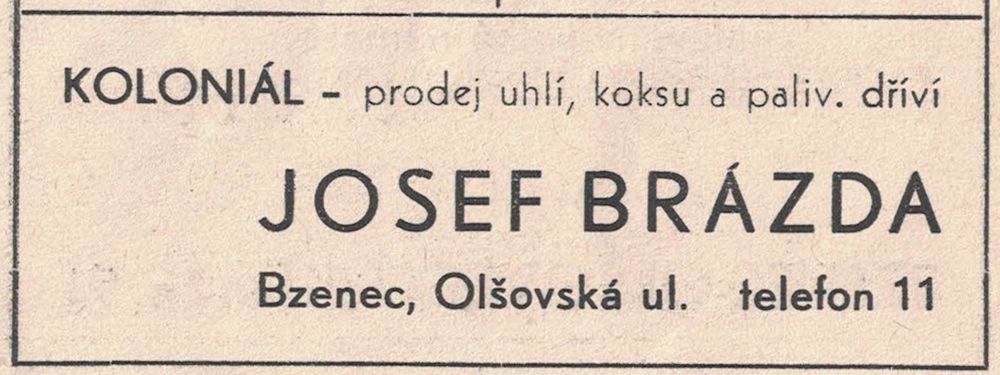 KOLONIÁL - prodej uhlí, koksu a paliv. dříví
JOSEF BRÁZDA
Bzenec, Olšovská ul. telefon 11